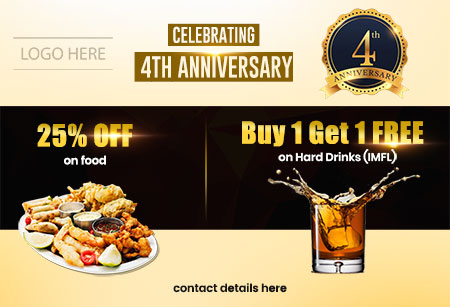 LOGO HERE
CELEBRATING
4TH ANNIVERSARY
4th
ANNIVERSARY
25% OFF
on food
Buy 1 Get 1 FREE
on Hard Drinks (IMFL)
contact details here